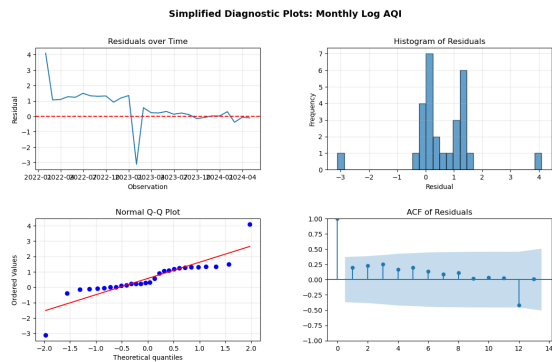 Simplified Diagnostic Plots: Monthly Log AQI
Residuals over Time
Histogram of Residuals
Residual
4
3
2
1
0
−1
−2
−3
Observation
Frequency
7
6
5
4
3
2
1
0
−3 −2 −1 0 1 2 3 4
Residual
Normal Q-Q Plot
ACF of Residuals
Ordered Values
4
3
2
1
0
−1
−2
−3
−2.0 −1.5 −1.0 −0.5 0.0 0.5 1.0 1.5 2.0
Theoretical quantiles
1.00
0.75
0.50
0.25
0.00
−0.25
−0.50
−0.75
−1.00
0 2 4 6 8 10 12 14